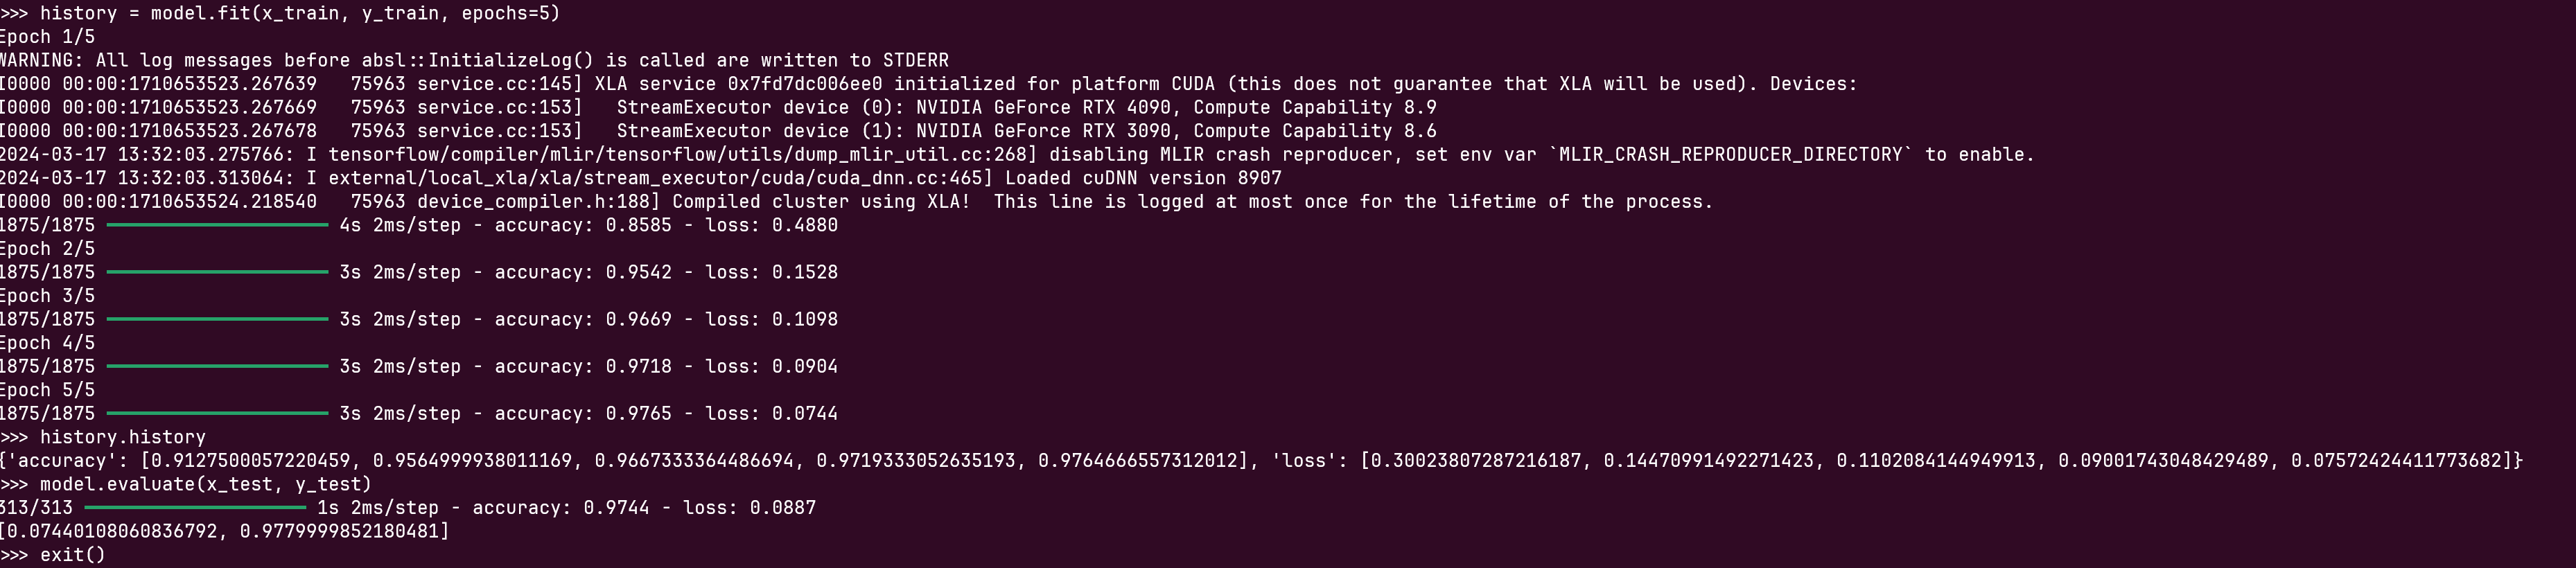 >>> history = model.fit(x_train, y_train, epochs=5)
Epoch 1/5
WARNING: All log messages before absl::InitializeLog() is called are written to STDERR
I0000 00:00:1710653523.267639   75963 service.cc:145] XLA service 0x7fd7dc006ee0 initialized for platform CUDA (this does not guarantee that XLA will be used). Devices:
I0000 00:00:1710653523.267669   75963 service.cc:153]   StreamExecutor device (0): NVIDIA GeForce RTX 4090, Compute Capability 8.9
I0000 00:00:1710653523.267678   75963 service.cc:153]   StreamExecutor device (1): NVIDIA GeForce RTX 3090, Compute Capability 8.6
2024-03-17 13:32:03.275766: I tensorflow/compiler/mlir/tensorflow/utils/dump_mlir_util.cc:268] disabling MLIR crash reproducer, set env var `MLIR_CRASH_REPRODUCER_DIRECTORY` to enable.
2024-03-17 13:32:03.313064: I external/local_xla/xla/stream_executor/cuda/cuda_dnn.cc:465] Loaded cuDNN version 8907
I0000 00:00:1710653524.218540   75963 device_compiler.h:188] Compiled cluster using XLA!  This line is logged at most once for the lifetime of the process.
1875/1875 4s 2ms/step - accuracy: 0.8585 - loss: 0.4880
Epoch 2/5
1875/1875 3s 2ms/step - accuracy: 0.9542 - loss: 0.1528
Epoch 3/5
1875/1875 3s 2ms/step - accuracy: 0.9669 - loss: 0.1098
Epoch 4/5
1875/1875 3s 2ms/step - accuracy: 0.9718 - loss: 0.0904
Epoch 5/5
1875/1875 3s 2ms/step - accuracy: 0.9765 - loss: 0.0744
>>> history.history
{'accuracy': [0.9127500057220459, 0.9564999938011169, 0.9667333364486694, 0.9719333052635193, 0.9764666557312012], 'loss': [0.30023807287216187, 0.14470991492271423, 0.1102084144949913, 0.09001743048429489, 0.07572424411773682]}
>>> model.evaluate(x_test, y_test)
313/313 1s 2ms/step - accuracy: 0.9744 - loss: 0.0887
[0.07440108060836792, 0.9779999852180481]
>>> exit()